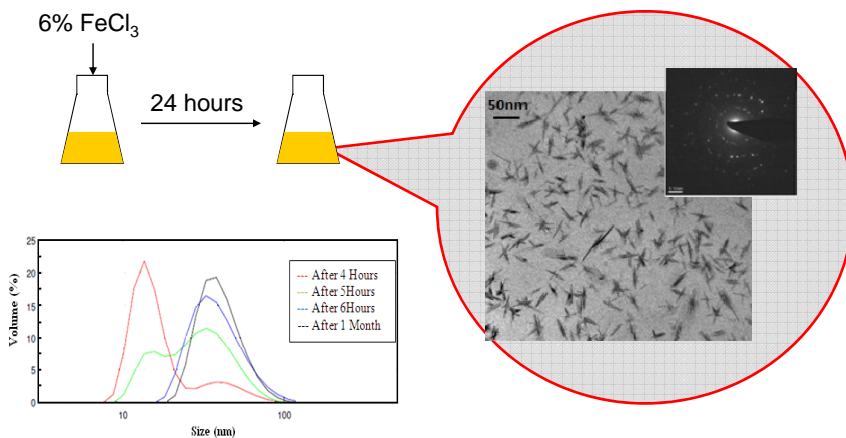 6% FeCl₃
24 hours
50nm
25
20
15
10
5
0
Volume (%)
After 4 Hours
After 5Hours
After 6Hours
After 1 Month
10
100
Size (nm)